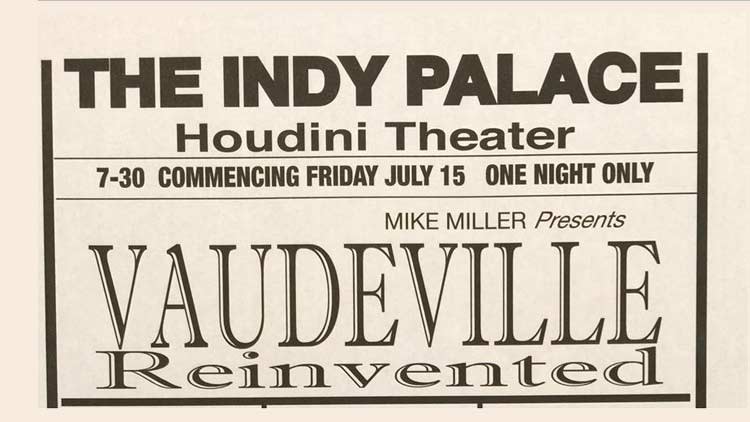 THE INDY PALACE
Houdini Theater
7-30 COMMENCING FRIDAY JULY 15 ONE NIGHT ONLY
MIKE MILLER Presents
VAUDEVILLE
Reinvented